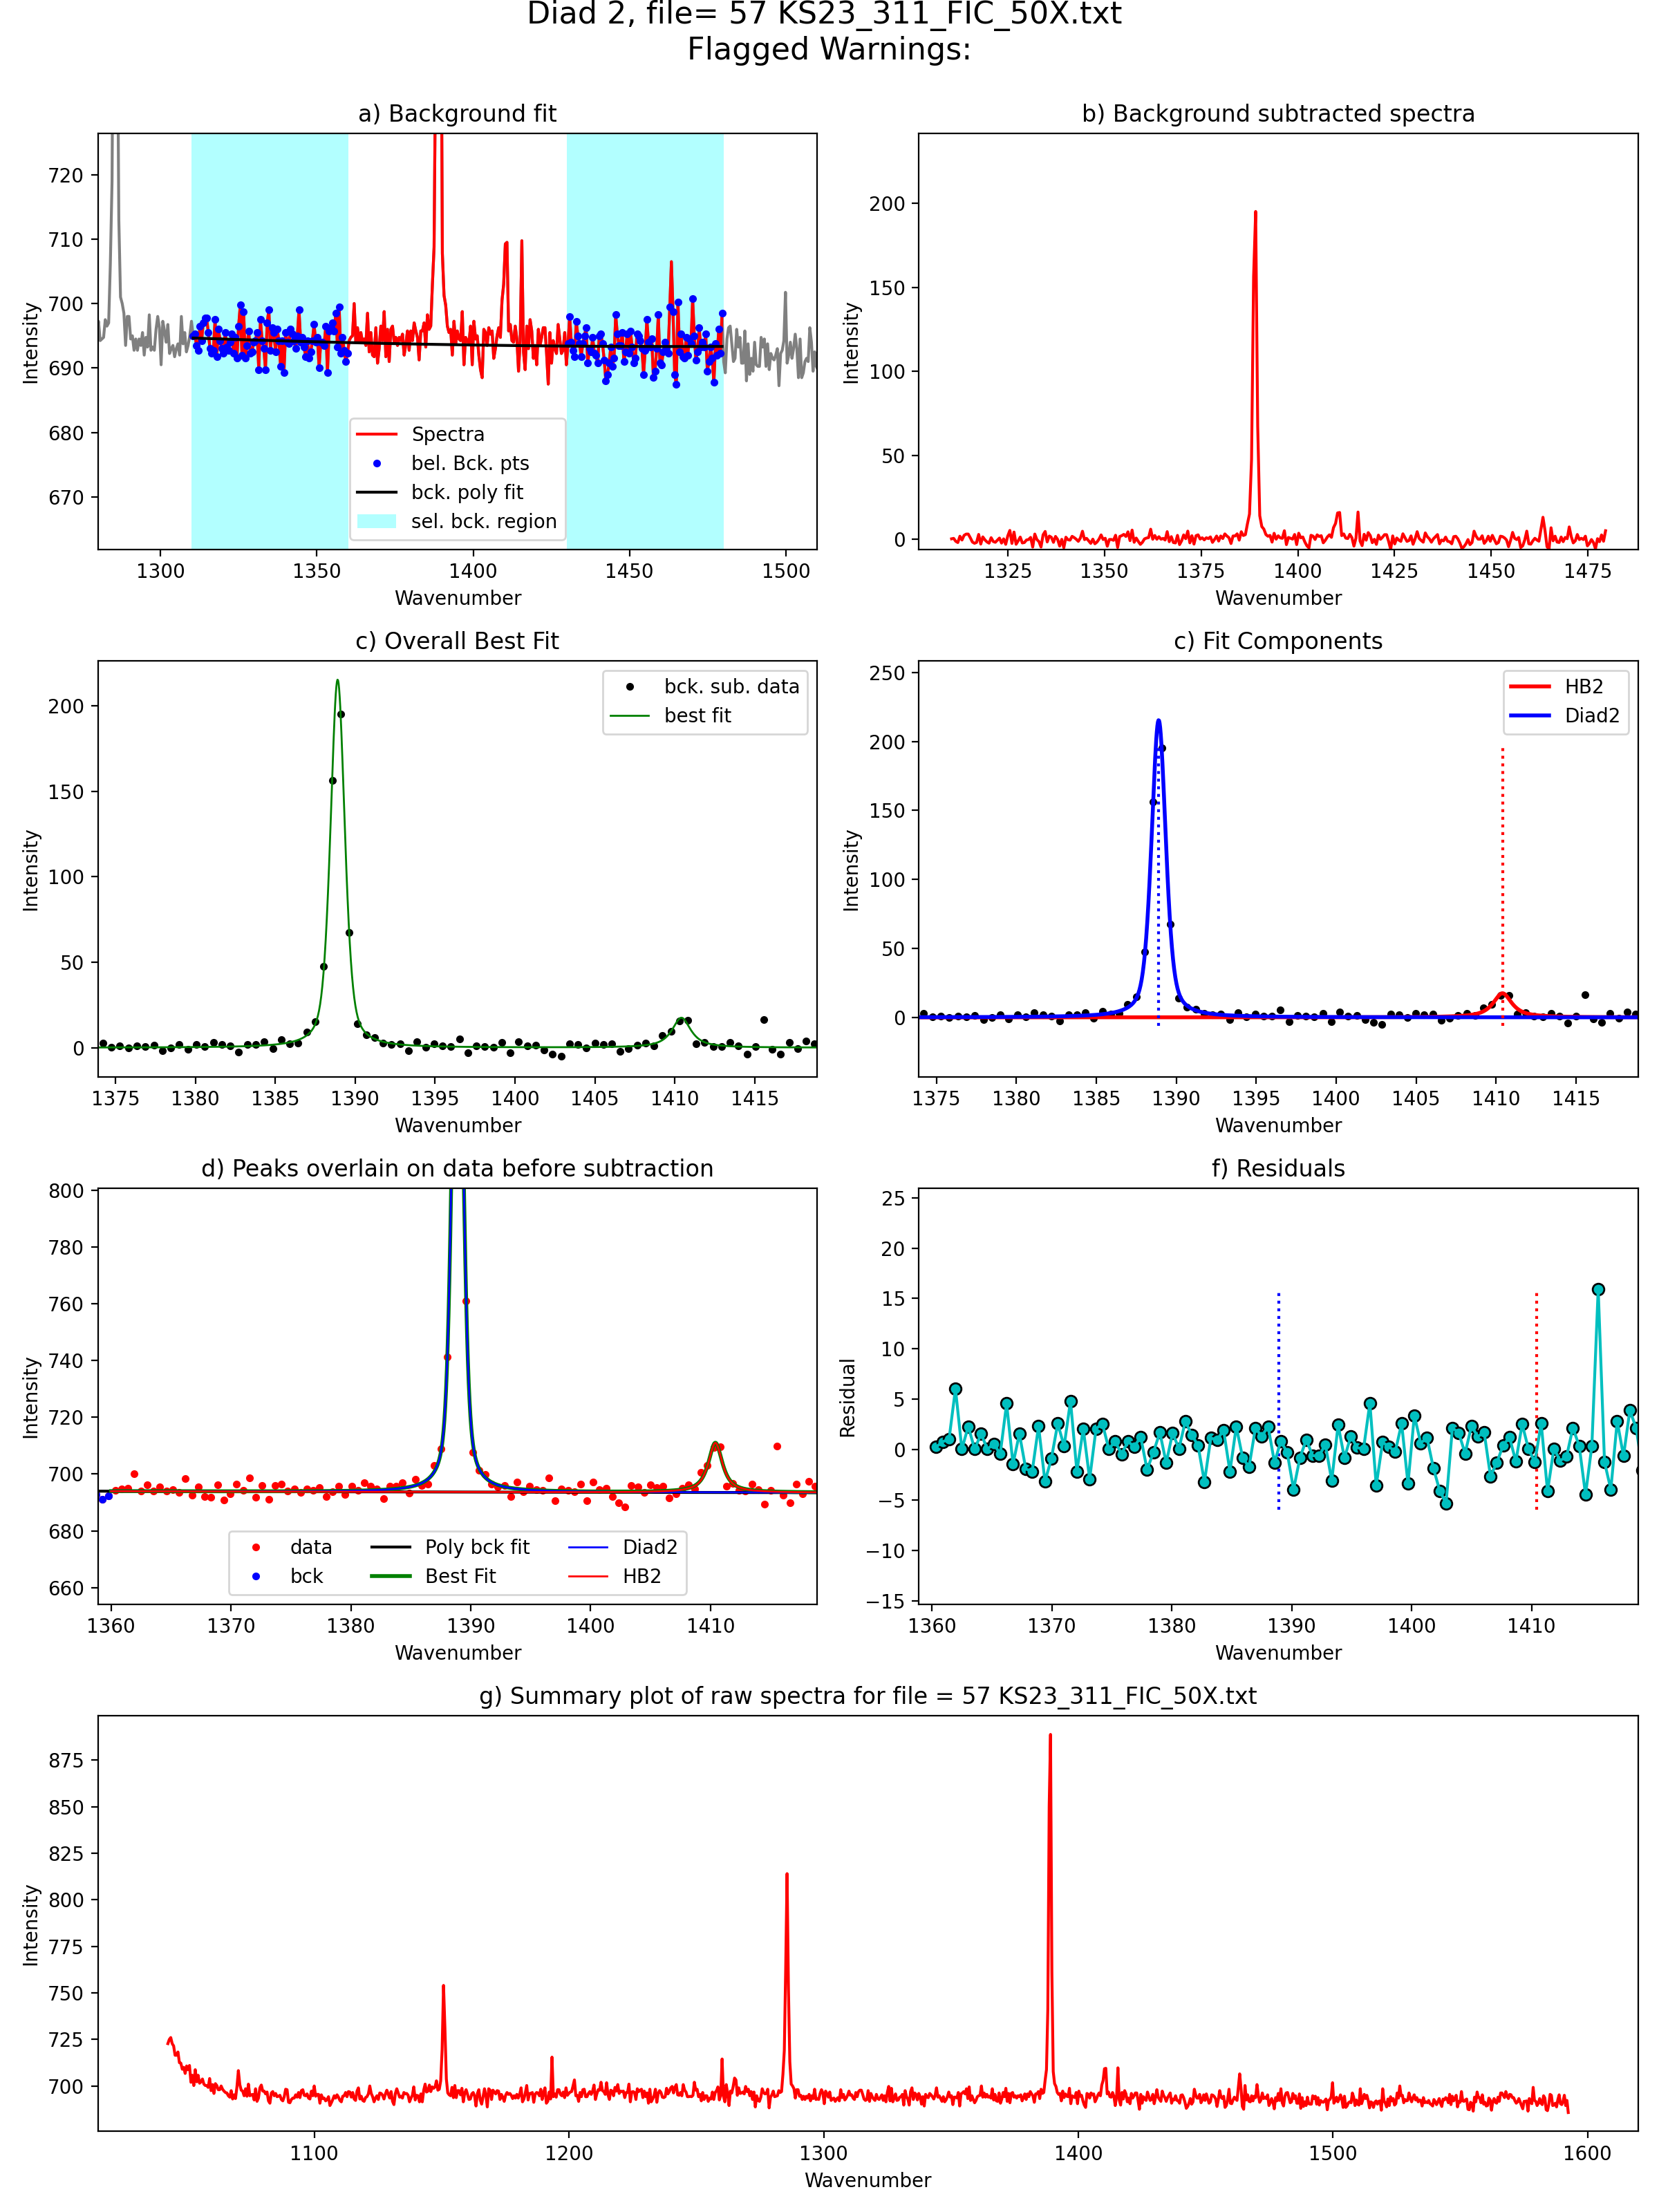 Diad 2, file= 57 KS23_311_FIC_50X.txt
Flagged Warnings:
a) Background fit
720
710
700
690
680
670
Intensity
Spectra
bel. Bck. pts
bck. poly fit
sel. bck. region
1300 1350 1400 1450 1500
Wavenumber
b) Background subtracted spectra
200
150
100
50
0
Intensity
1325 1350 1375 1400 1425 1450 1475
Wavenumber
c) Overall Best Fit
200
150
100
50
0
Intensity
bck. sub. data
best fit
1375 1380 1385 1390 1395 1400 1405 1410 1415
Wavenumber
c) Fit Components
250
200
150
100
50
0
Intensity
HB2
Diad2
1375 1380 1385 1390 1395 1400 1405 1410 1415
Wavenumber
d) Peaks overlain on data before subtraction
800
780
760
740
720
700
680
660
Intensity
data
bck
Poly bck fit
Best Fit
Diad2
HB2
1360 1370 1380 1390 1400 1410
Wavenumber
f) Residuals
25
20
15
10
5
0
−5
−10
−15
Residual
1360 1370 1380 1390 1400 1410
Wavenumber
g) Summary plot of raw spectra for file = 57 KS23_311_FIC_50X.txt
875
850
825
800
775
750
725
700
Intensity
1100 1200 1300 1400 1500 1600
Wavenumber